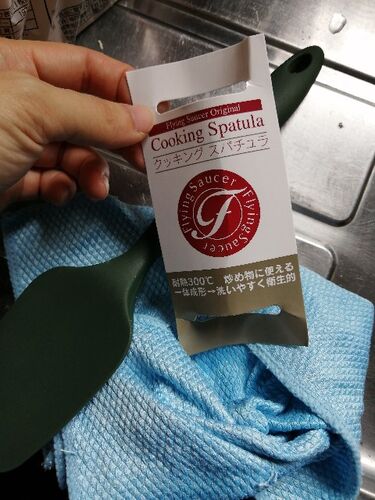 Flying Saucer Original
Cooking Spatula
クッキング スパチュラ
Flying Saucer
F
Flying Saucer
耐熱300℃ 炒め物に使える
一体成形→洗いやすく衛生的